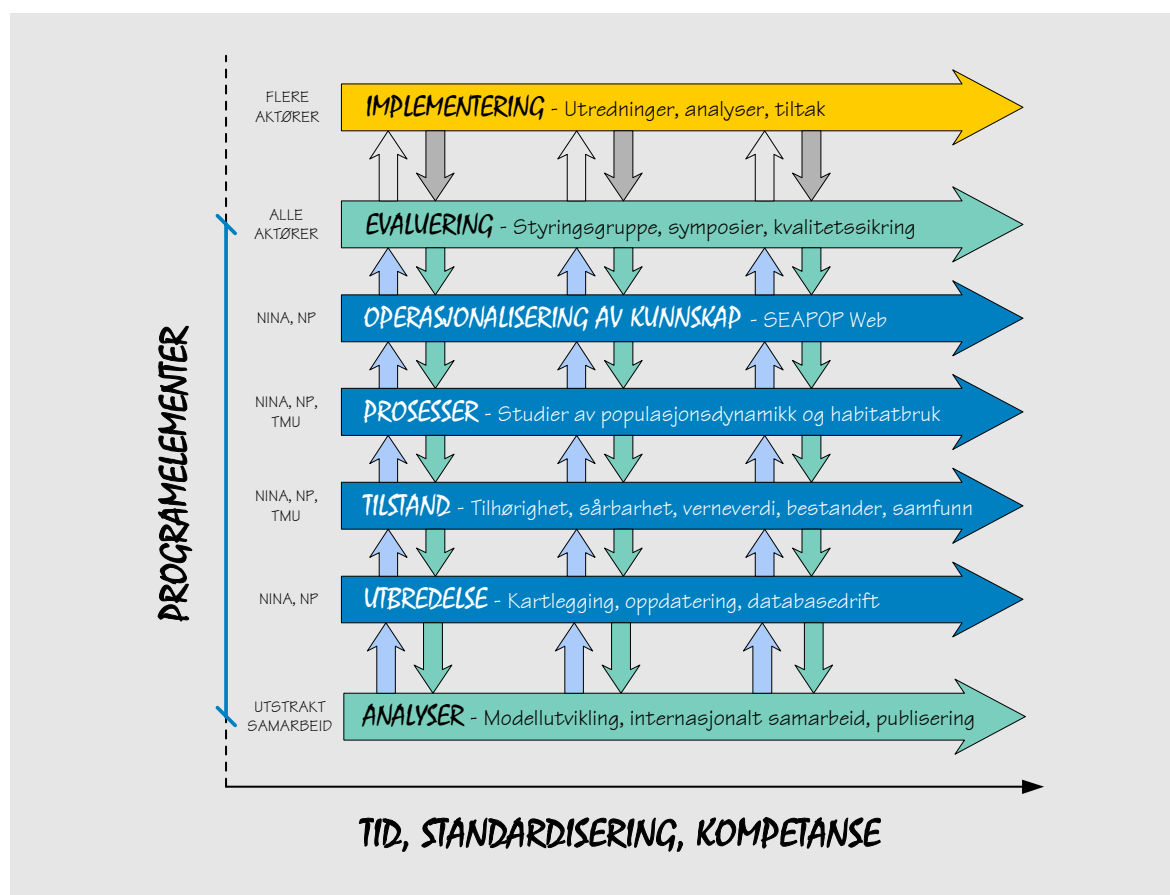 FLERE
AKTØRER
IMPLEMENTERING - Utredninger, analyser, tiltak
ALLE
AKTØRER
EVALUERING - Styringsgruppe, symposier, kvalitetssikring
NINA, NP
OPERASJONALISERING AV KUNNSKAP - SEAPOP Web
NINA, NP,
TMU
PROSESSER - Studier av populasjonsdynamikk og habitatbruk
NINA, NP,
TMU
TILSTAND - Tilhørighet, sårbarhet, verneverdi, bestander, samfunn
NINA, NP
UTBREDELSE - Kartlegging, oppdatering, databasedrift
UTSTRAKT
SAMARBEID
ANALYSER - Modellutvikling, internasjonalt samarbeid, publisering
PROGRAMELEMENTER
TID, STANDARDISERING, KOMPETANSE